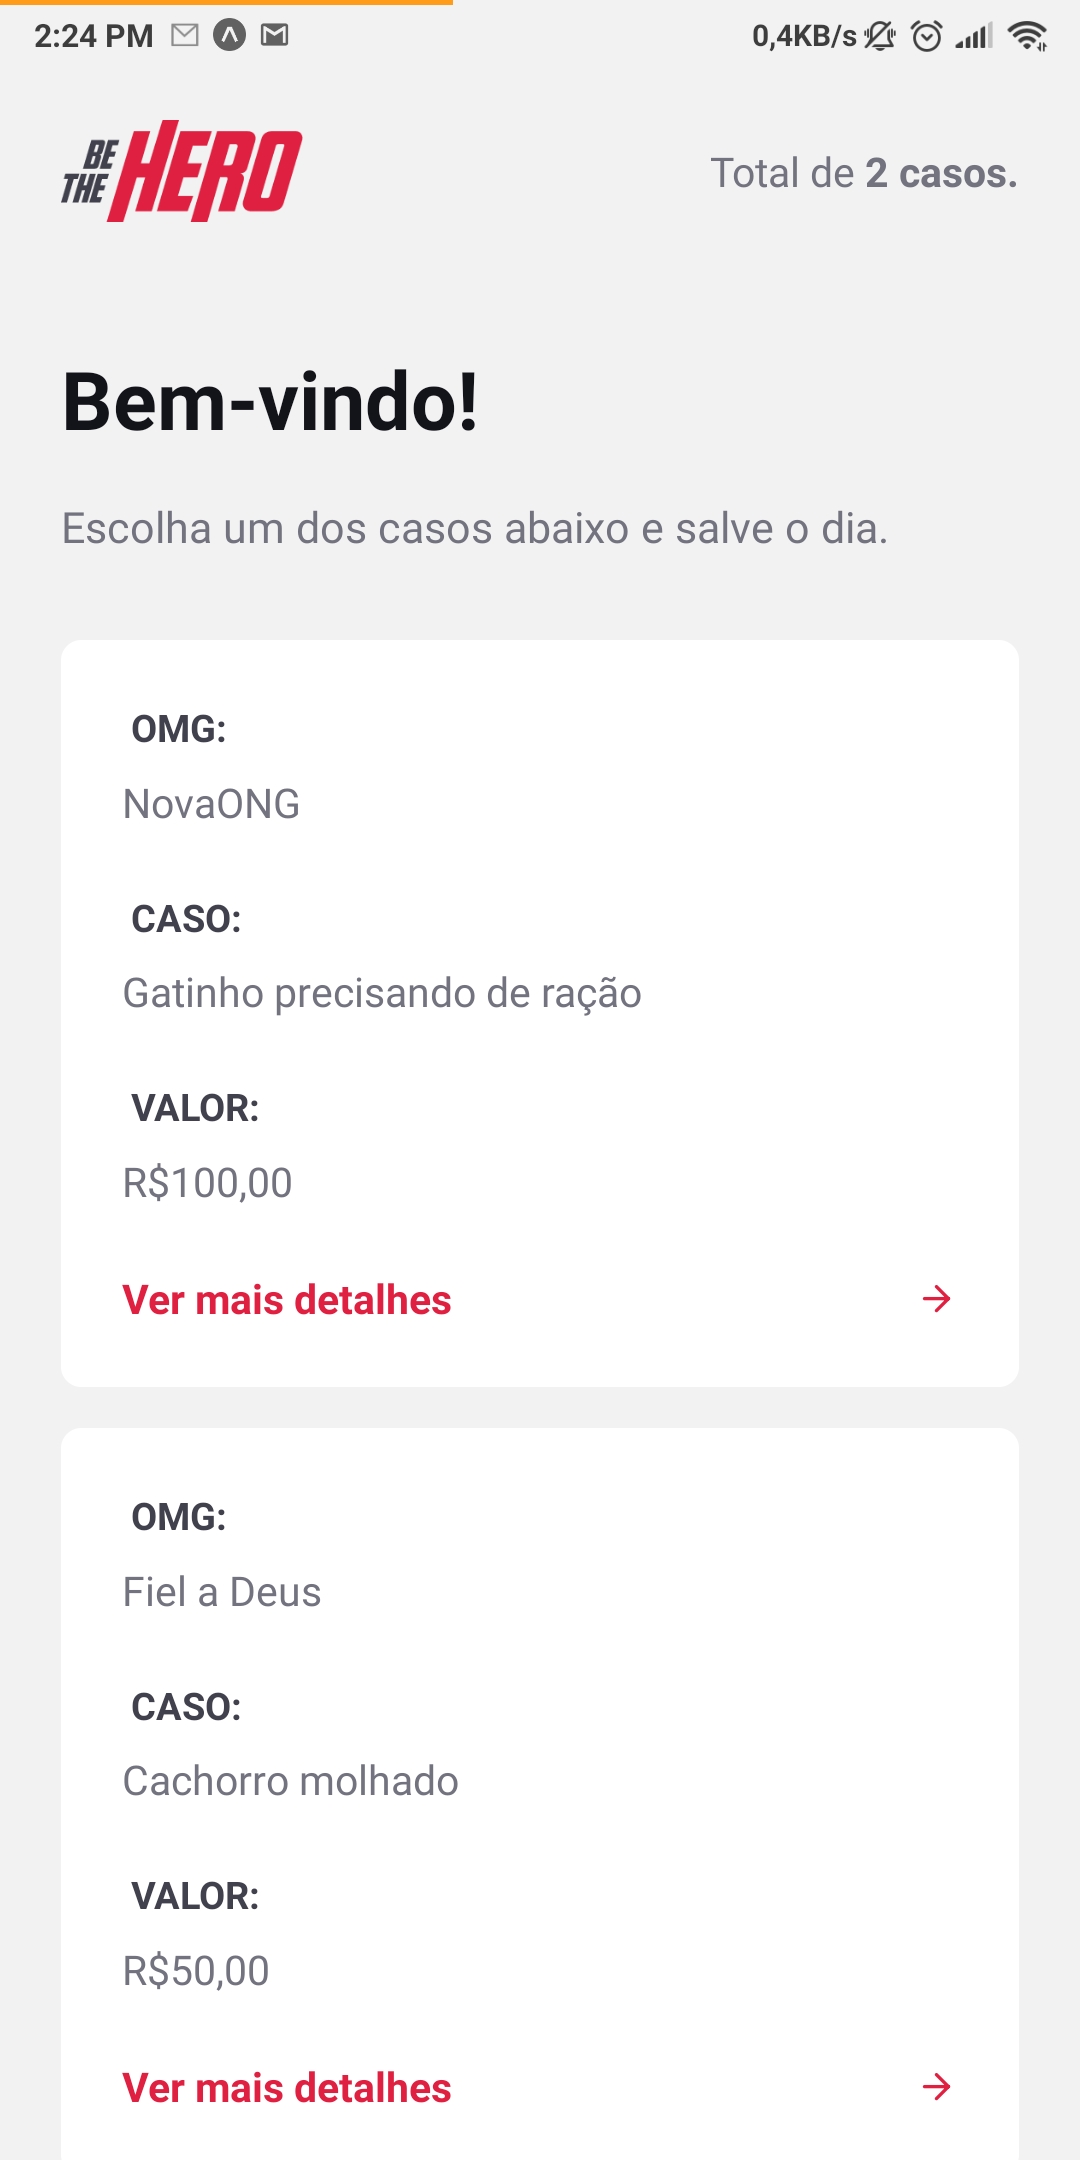 2:24 PM
0,4KB/s
BE THE HERO
Total de 2 casos.
Bem-vindo!
Escolha um dos casos abaixo e salve o dia.
OMG:
NovaONG
CASO:
Gatinho precisando de ração
VALOR:
R$100,00
Ver mais detalhes
OMG:
Fiel a Deus
CASO:
Cachorro molhado
VALOR:
R$50,00
Ver mais detalhes